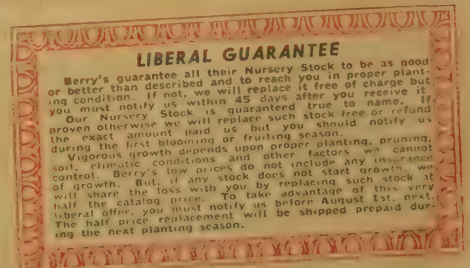 LIBERAL GUARANTEE
Berry's guarantee all their Nursery Stock to be as good
or better than described and to reach you in proper plant-
ing condition. If not, we will replace it free of charge but
you must notify us within 45 days after you receive it.
Our Nursery Stock is guaranteed true to name. If
proven otherwise we will replace such stock free or refund
the exact amount paid us but you should notify us
during the first blooming or fruiting season.
Vigorous growth depends upon proper planting, pruning,
soil, climatic conditions and other factors we cannot
control. Berry's low prices do not include any insurance
of growth. But, if any stock does not start growth, we
will share the loss with you by replacing such stock at
half the catalog price. To take advantage of this very
liberal offer, you must notify us before August 1st, next.
The half price replacement will be shipped prepaid dur-
ing the next planting season.